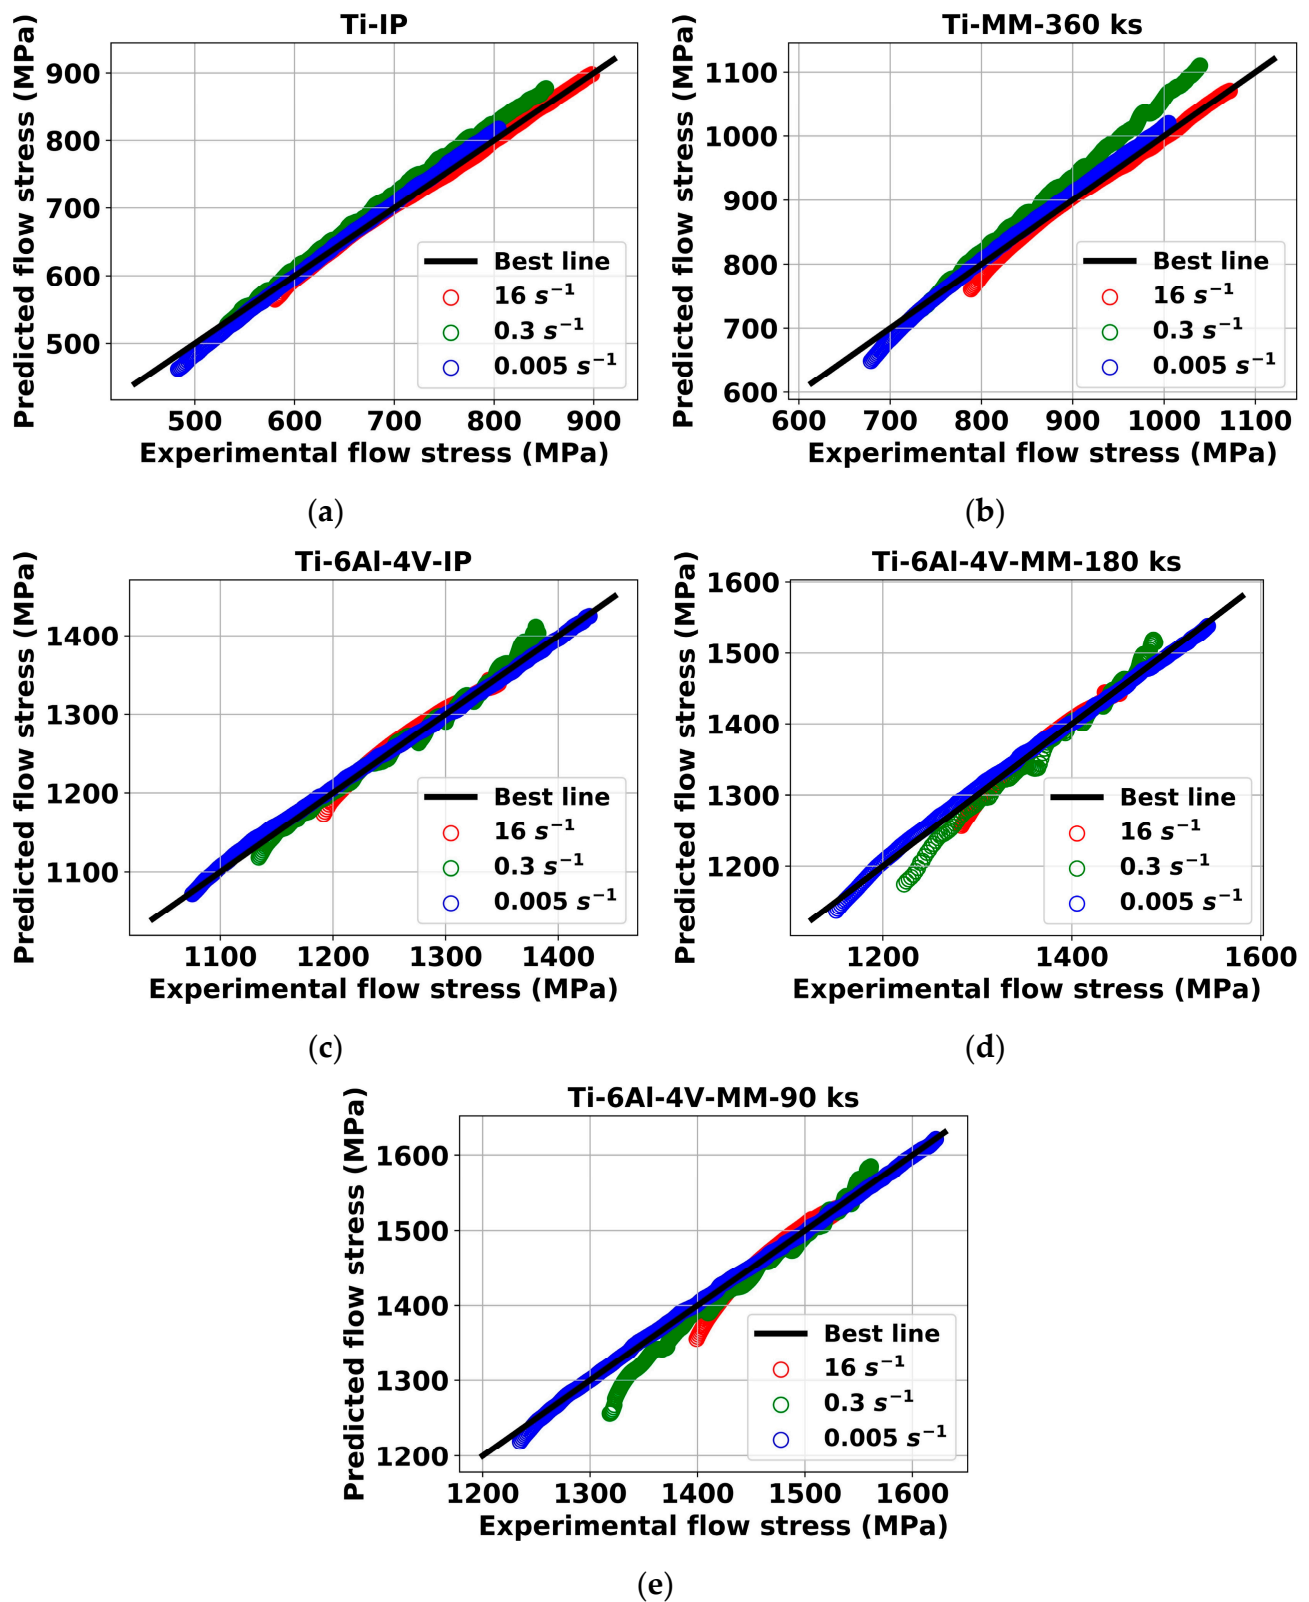 Ti-IP
Predicted flow stress (MPa)
900
800
700
600
500
Best line
16 s⁻¹
0.3 s⁻¹
0.005 s⁻¹
500 600 700 800 900
Experimental flow stress (MPa)
(a)
Ti-MM-360 ks
Predicted flow stress (MPa)
1100
1000
900
800
700
600
Best line
16 s⁻¹
0.3 s⁻¹
0.005 s⁻¹
600 700 800 900 1000 1100
Experimental flow stress (MPa)
(b)
Ti-6Al-4V-IP
Predicted flow stress (MPa)
1400
1300
1200
1100
Best line
16 s⁻¹
0.3 s⁻¹
0.005 s⁻¹
1100 1200 1300 1400
Experimental flow stress (MPa)
(c)
Ti-6Al-4V-MM-180 ks
Predicted flow stress (MPa)
1600
1500
1400
1300
1200
Best line
16 s⁻¹
0.3 s⁻¹
0.005 s⁻¹
1200 1400 1600
Experimental flow stress (MPa)
(d)
Ti-6Al-4V-MM-90 ks
Predicted flow stress (MPa)
1600
1500
1400
1300
1200
Best line
16 s⁻¹
0.3 s⁻¹
0.005 s⁻¹
1200 1300 1400 1500 1600
Experimental flow stress (MPa)
(e)